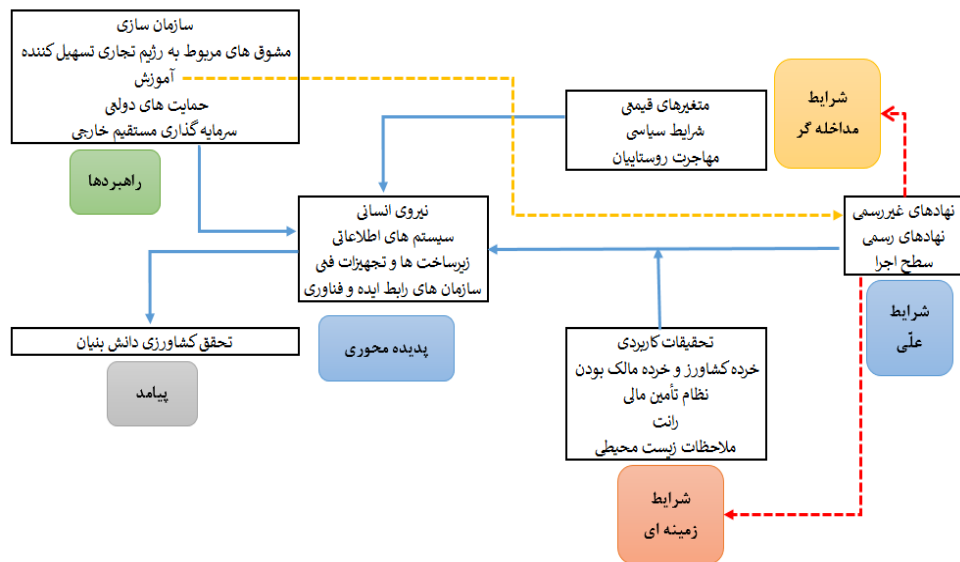 سازمان سازی
مشوق های مربوط به رژیم تجاری تسهیل کننده
آموزش
حمایت های دولتی
سرمایه گذاری مستقیم خارجی
راهبردها
متغیرهای قیمتی
شرایط سیاسی
مهاجرت روستاییان
شرایط
مداخله گر
نهادهای غیررسمی
نهادهای رسمی
سطح اجرا
شرایط
علّی
نیروی انسانی
سیستم های اطلاعاتی
زیرساخت ها و تجهیزات فنی
سازمان های رابط ایده و فناوری
پدیده محوری
تحقق کشاورزی دانش بنیان
پیامد
تحقیقات کاربردی
خرده کشاورز و خرده مالک بودن
نظام تأمین مالی
رانت
ملاحظات زیست محیطی
شرایط
زمینه ای